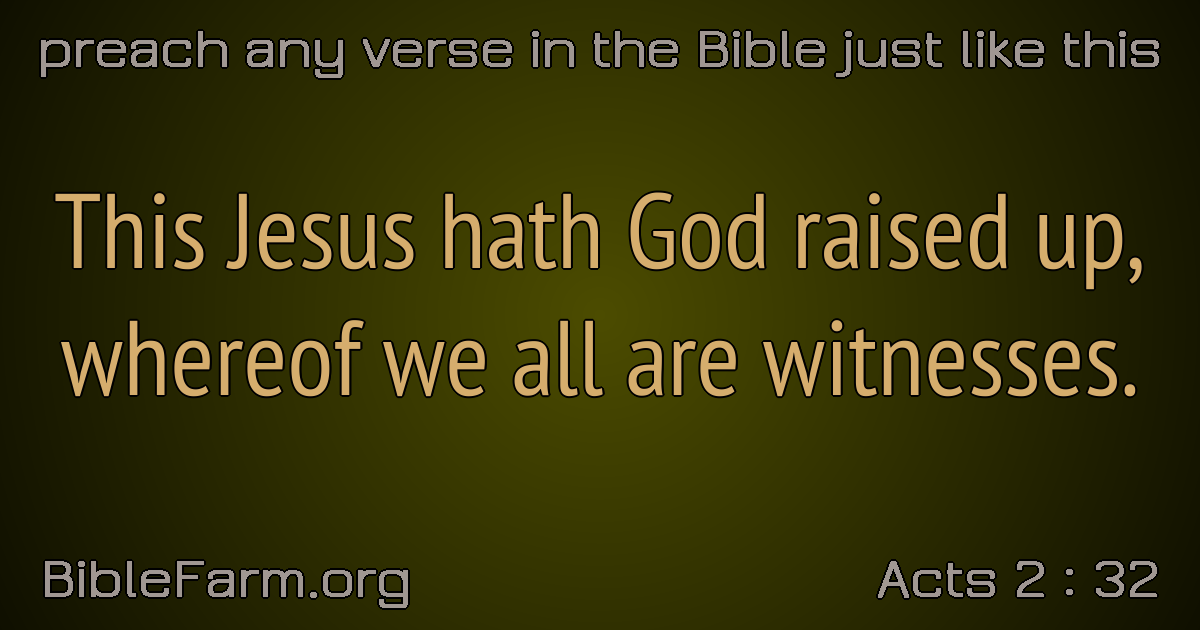 preach any verse in the Bible just like this
This Jesus hath God raised up,
whereof we all are witnesses.
BibleFarm.org
Acts 2 : 32